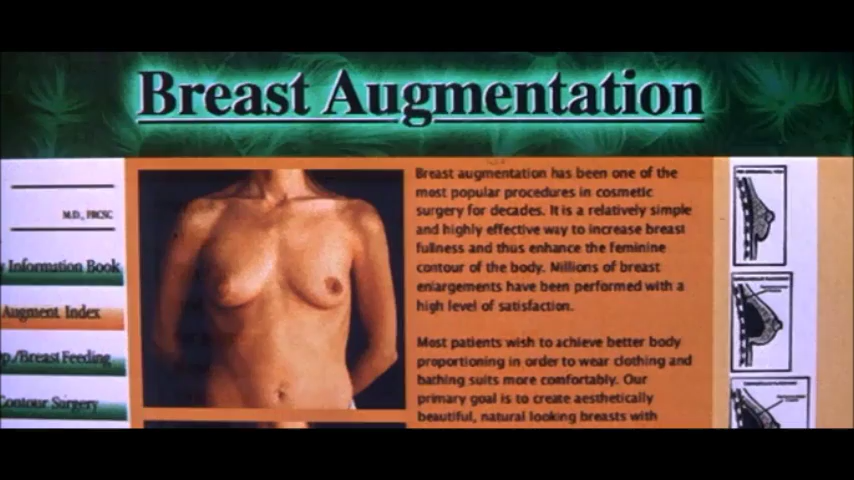 Breast Augmentation
M.D., FRCSC
Information Book
Augment Index
/Breast Feeding
Contour Surgery
Breast augmentation has been one of the
most popular procedures in cosmetic
surgery for decades. It is a relatively simple
and highly effective way to increase breast
fullness and thus enhance the feminine
contour of the body. Millions of breast
enlargements have been performed with a
high level of satisfaction.
Most patients wish to achieve better body
proportioning in order to wear clothing and
bathing suits more comfortably. Our
primary goal is to create aesthetically
beautiful, natural looking breasts with